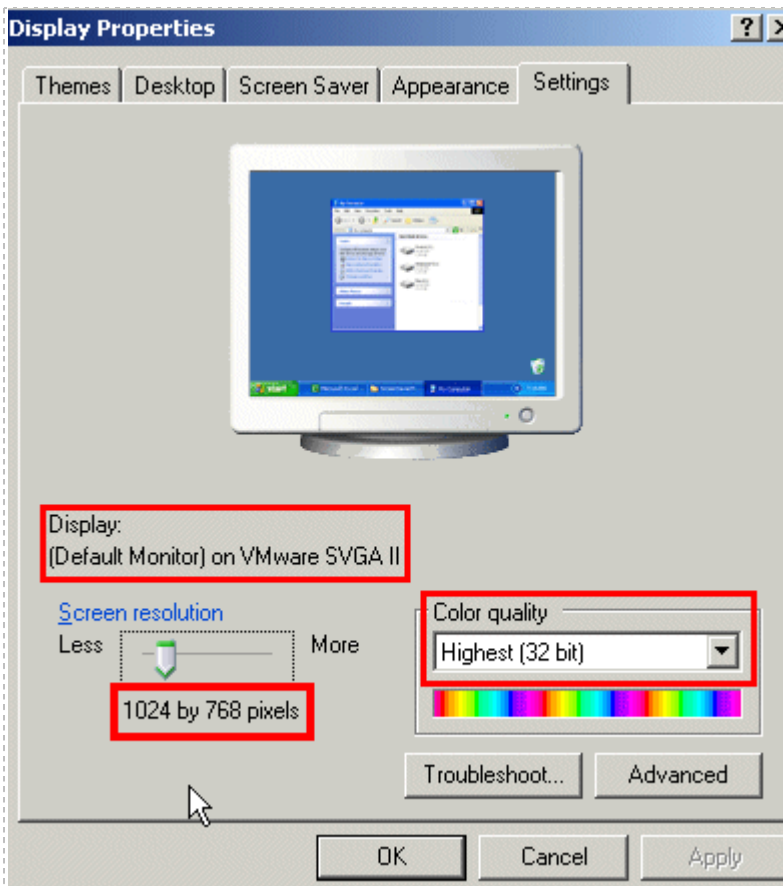 Display Properties
Themes Desktop Screen Saver Appearance Settings
start
Display:
(Default Monitor) on VMware SVGA II
Screen resolution
Less More
1024 by 768 pixels
Color quality
Highest (32 bit)
Troubleshoot... Advanced
OK Cancel Apply